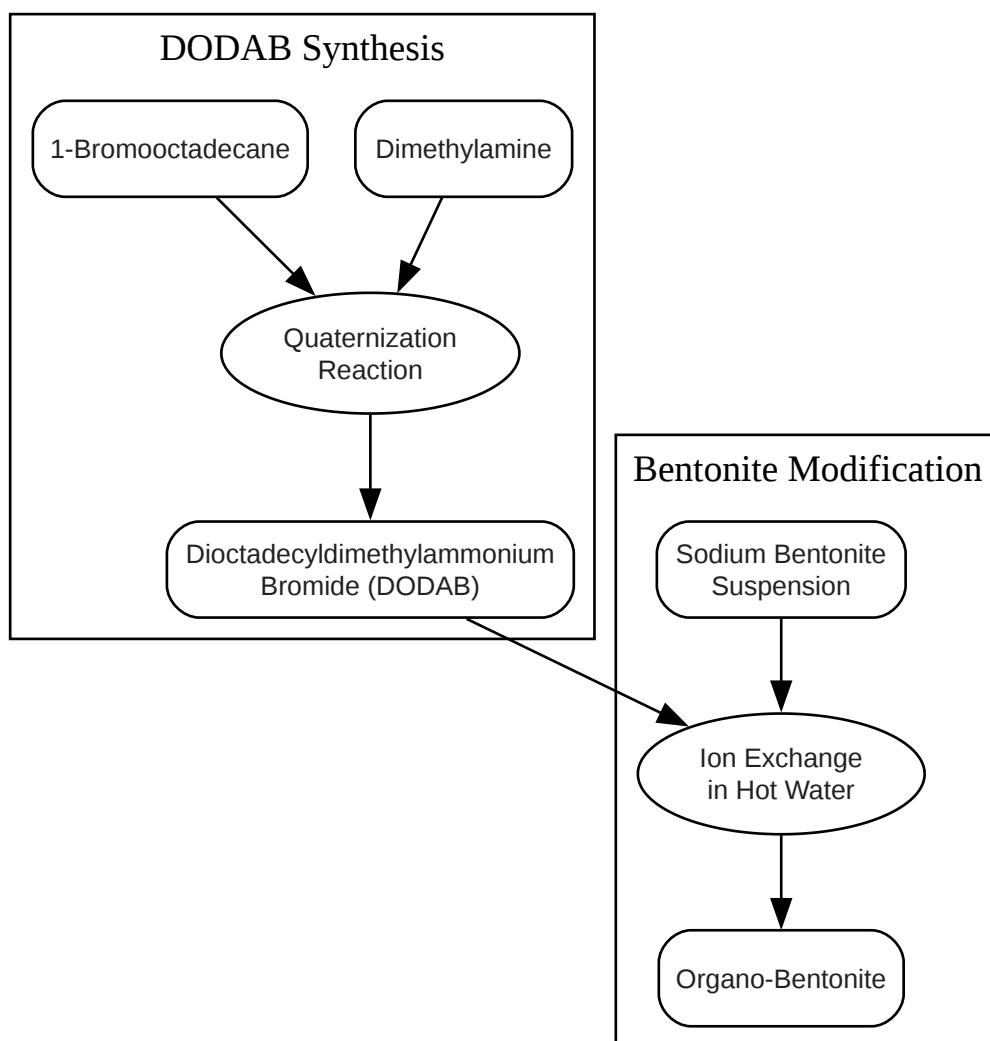 DODAB Synthesis
1-Bromooctadecane
Dimethylamine
Quaternization
Reaction
Dioctadecyldimethylammonium
Bromide (DODAB)
Bentonite Modification
Sodium Bentonite
Suspension
Ion Exchange
in Hot Water
Organo-Bentonite